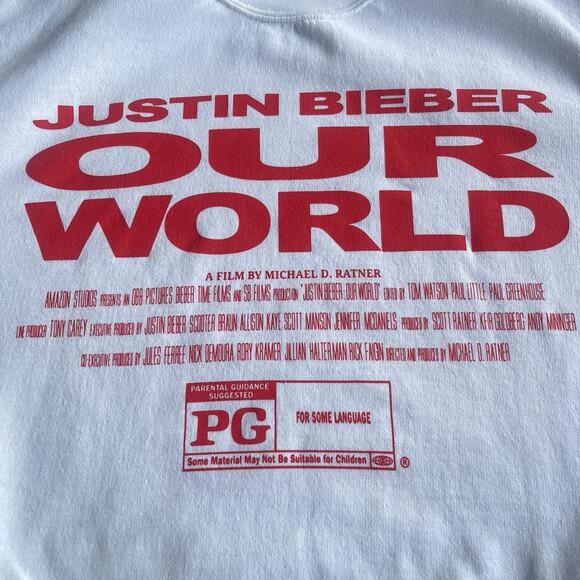 JUSTIN BIEBER
OUR
WORLD
A FILM BY MICHAEL D. RATNER
AMAZON STUDIOS PRESENTS AN OBB PICTURES BIEBER TIME FILMS AND SB FILMS PRODUCTION "JUSTIN BIEBER: OUR WORLD" EDITED BY TOM WATSON PAUL LITTLE PAUL GREENHOUSE
LINE PRODUCER TONY CAREY EXECUTIVE PRODUCED BY JUSTIN BIEBER SCOOTER BRAUN ALLISON KAYE SCOTT MANSON JENNIFER MCDANIELS PRODUCED BY SCOTT RATNER KFIR GOLDBERG ANDY MININGER
CO-EXECUTIVE PRODUCED BY JULES FERREE NICK DEMOURA RORY KRAMER JILLIAN HALTERMAN RICK FAIGIN DIRECTED AND PRODUCED BY MICHAEL D. RATNER
PARENTAL GUIDANCE
SUGGESTED
PG
FOR SOME LANGUAGE
Some Material May Not Be Suitable for Children ®